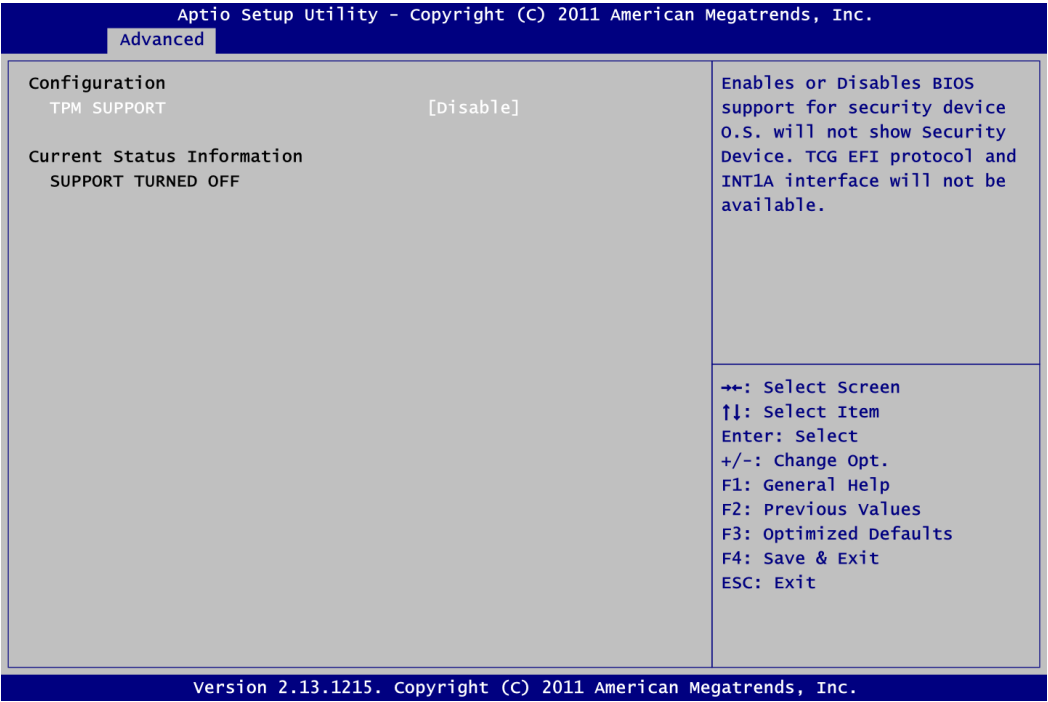 Aptio Setup Utility – Copyright (C) 2011 American Megatrends, Inc.
Advanced
Configuration
TPM SUPPORT [Disable]
Current Status Information
SUPPORT TURNED OFF
Enables or Disables BIOS
support for security device
O.S. will not show Security
Device. TCG EFI protocol and
INT1A interface will not be
available.
→←: Select Screen
↑↓: Select Item
Enter: Select
+/-: Change Opt.
F1: General Help
F2: Previous Values
F3: Optimized Defaults
F4: Save & Exit
ESC: Exit
Version 2.13.1215. Copyright (C) 2011 American Megatrends, Inc.